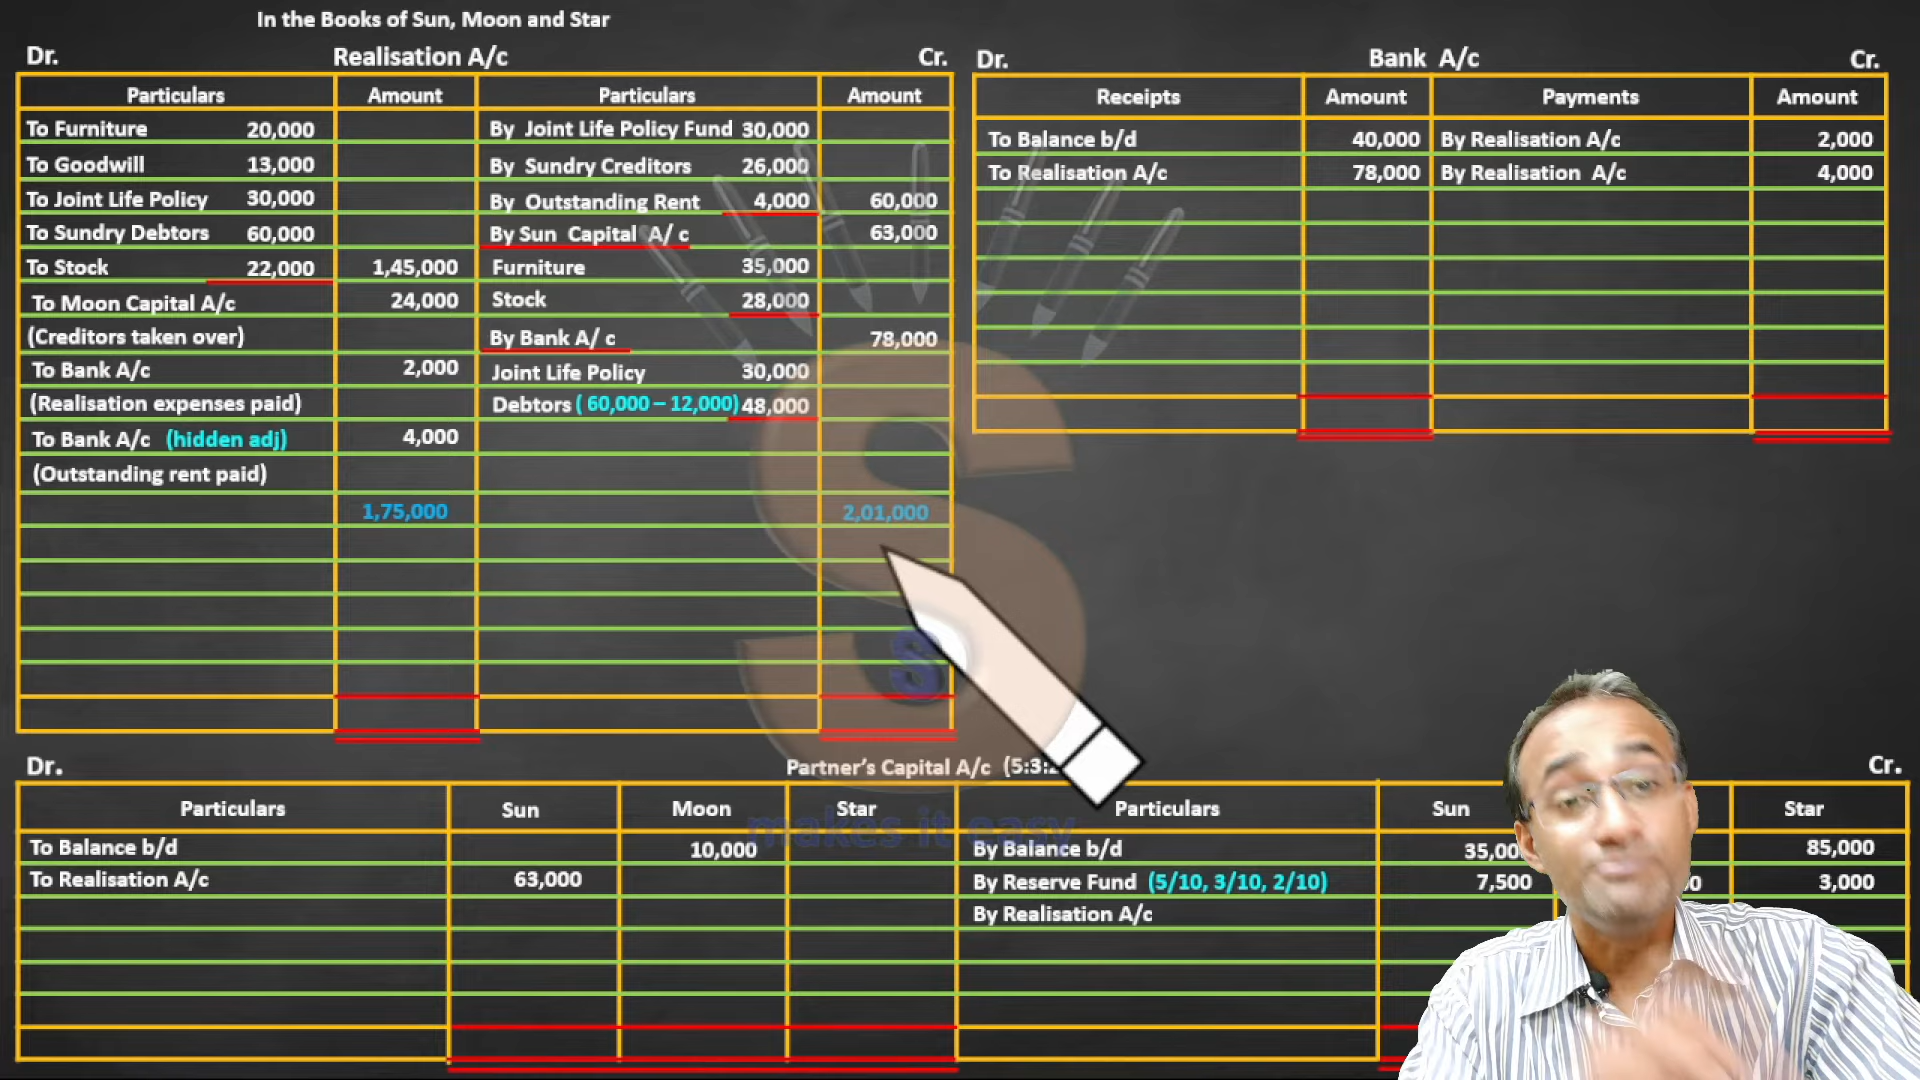 In the Books of Sun, Moon and Star
Dr. Realisation A/c Cr.
Particulars Amount Particulars Amount
To Furniture 20,000 By Joint Life Policy Fund 30,000
To Goodwill 13,000 By Sundry Creditors 26,000
To Joint Life Policy 30,000 By Outstanding Rent 4,000 60,000
To Sundry Debtors 60,000 By Sun Capital A/ c 63,000
To Stock 22,000 1,45,000 Furniture 35,000
To Moon Capital A/c 24,000 Stock 28,000
(Creditors taken over) By Bank A/ c 78,000
To Bank A/c 2,000 Joint Life Policy 30,000
(Realisation expenses paid) Debtors ( 60,000 – 12,000) 48,000
To Bank A/c (hidden adj) 4,000
(Outstanding rent paid)
1,75,000 2,01,000
Dr. Bank A/c Cr.
Receipts Amount Payments Amount
To Balance b/d 40,000 By Realisation A/c 2,000
To Realisation A/c 78,000 By Realisation A/c 4,000
S
makes it easy
Dr. Partner's Capital A/c (5:3: Cr.
Particulars Sun Moon Star Particulars Sun Star
To Balance b/d 10,000 By Balance b/d 35,00 85,000
To Realisation A/c 63,000 By Reserve Fund (5/10, 3/10, 2/10) 7,500 3,000
By Realisation A/c